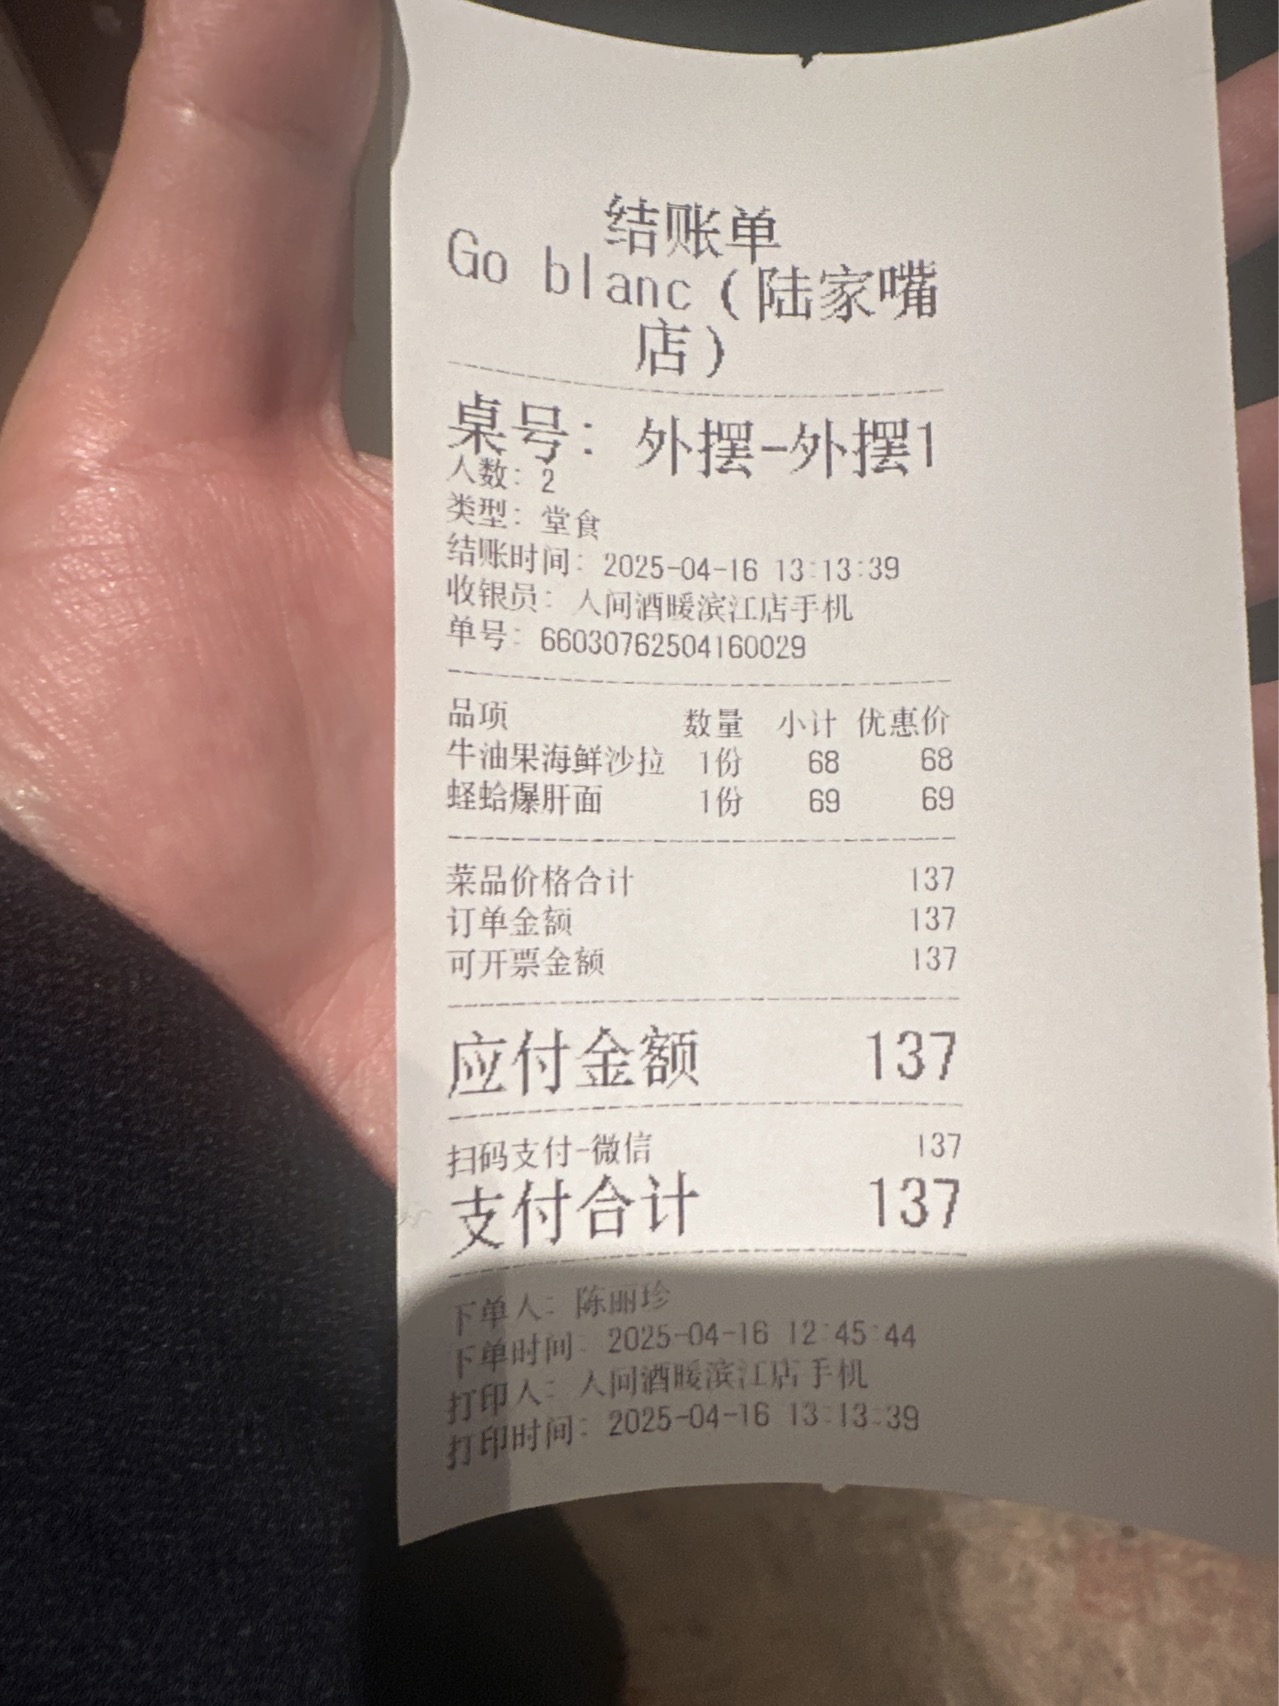 结账单
Go blanc(陆家嘴
店)
桌号: 外摆-外摆1
人数: 2
类型: 堂食
结账时间: 2025-04-16 13:13:39
收银员: 人间酒暖滨江店手机
单号: 66030762504160029
品项 数量 小计 优惠价
牛油果海鲜沙拉 1份 68 68
蛏蛤爆肝面 1份 69 69
菜品价格合计 137
订单金额 137
可开票金额 137
应付金额 137
扫码支付-微信 137
支付合计 137
下单人: 陈丽珍
下单时间: 2025-04-16 12:45:44
打印人: 人间酒暖滨江店手机
打印时间: 2025-04-16 13:13:39